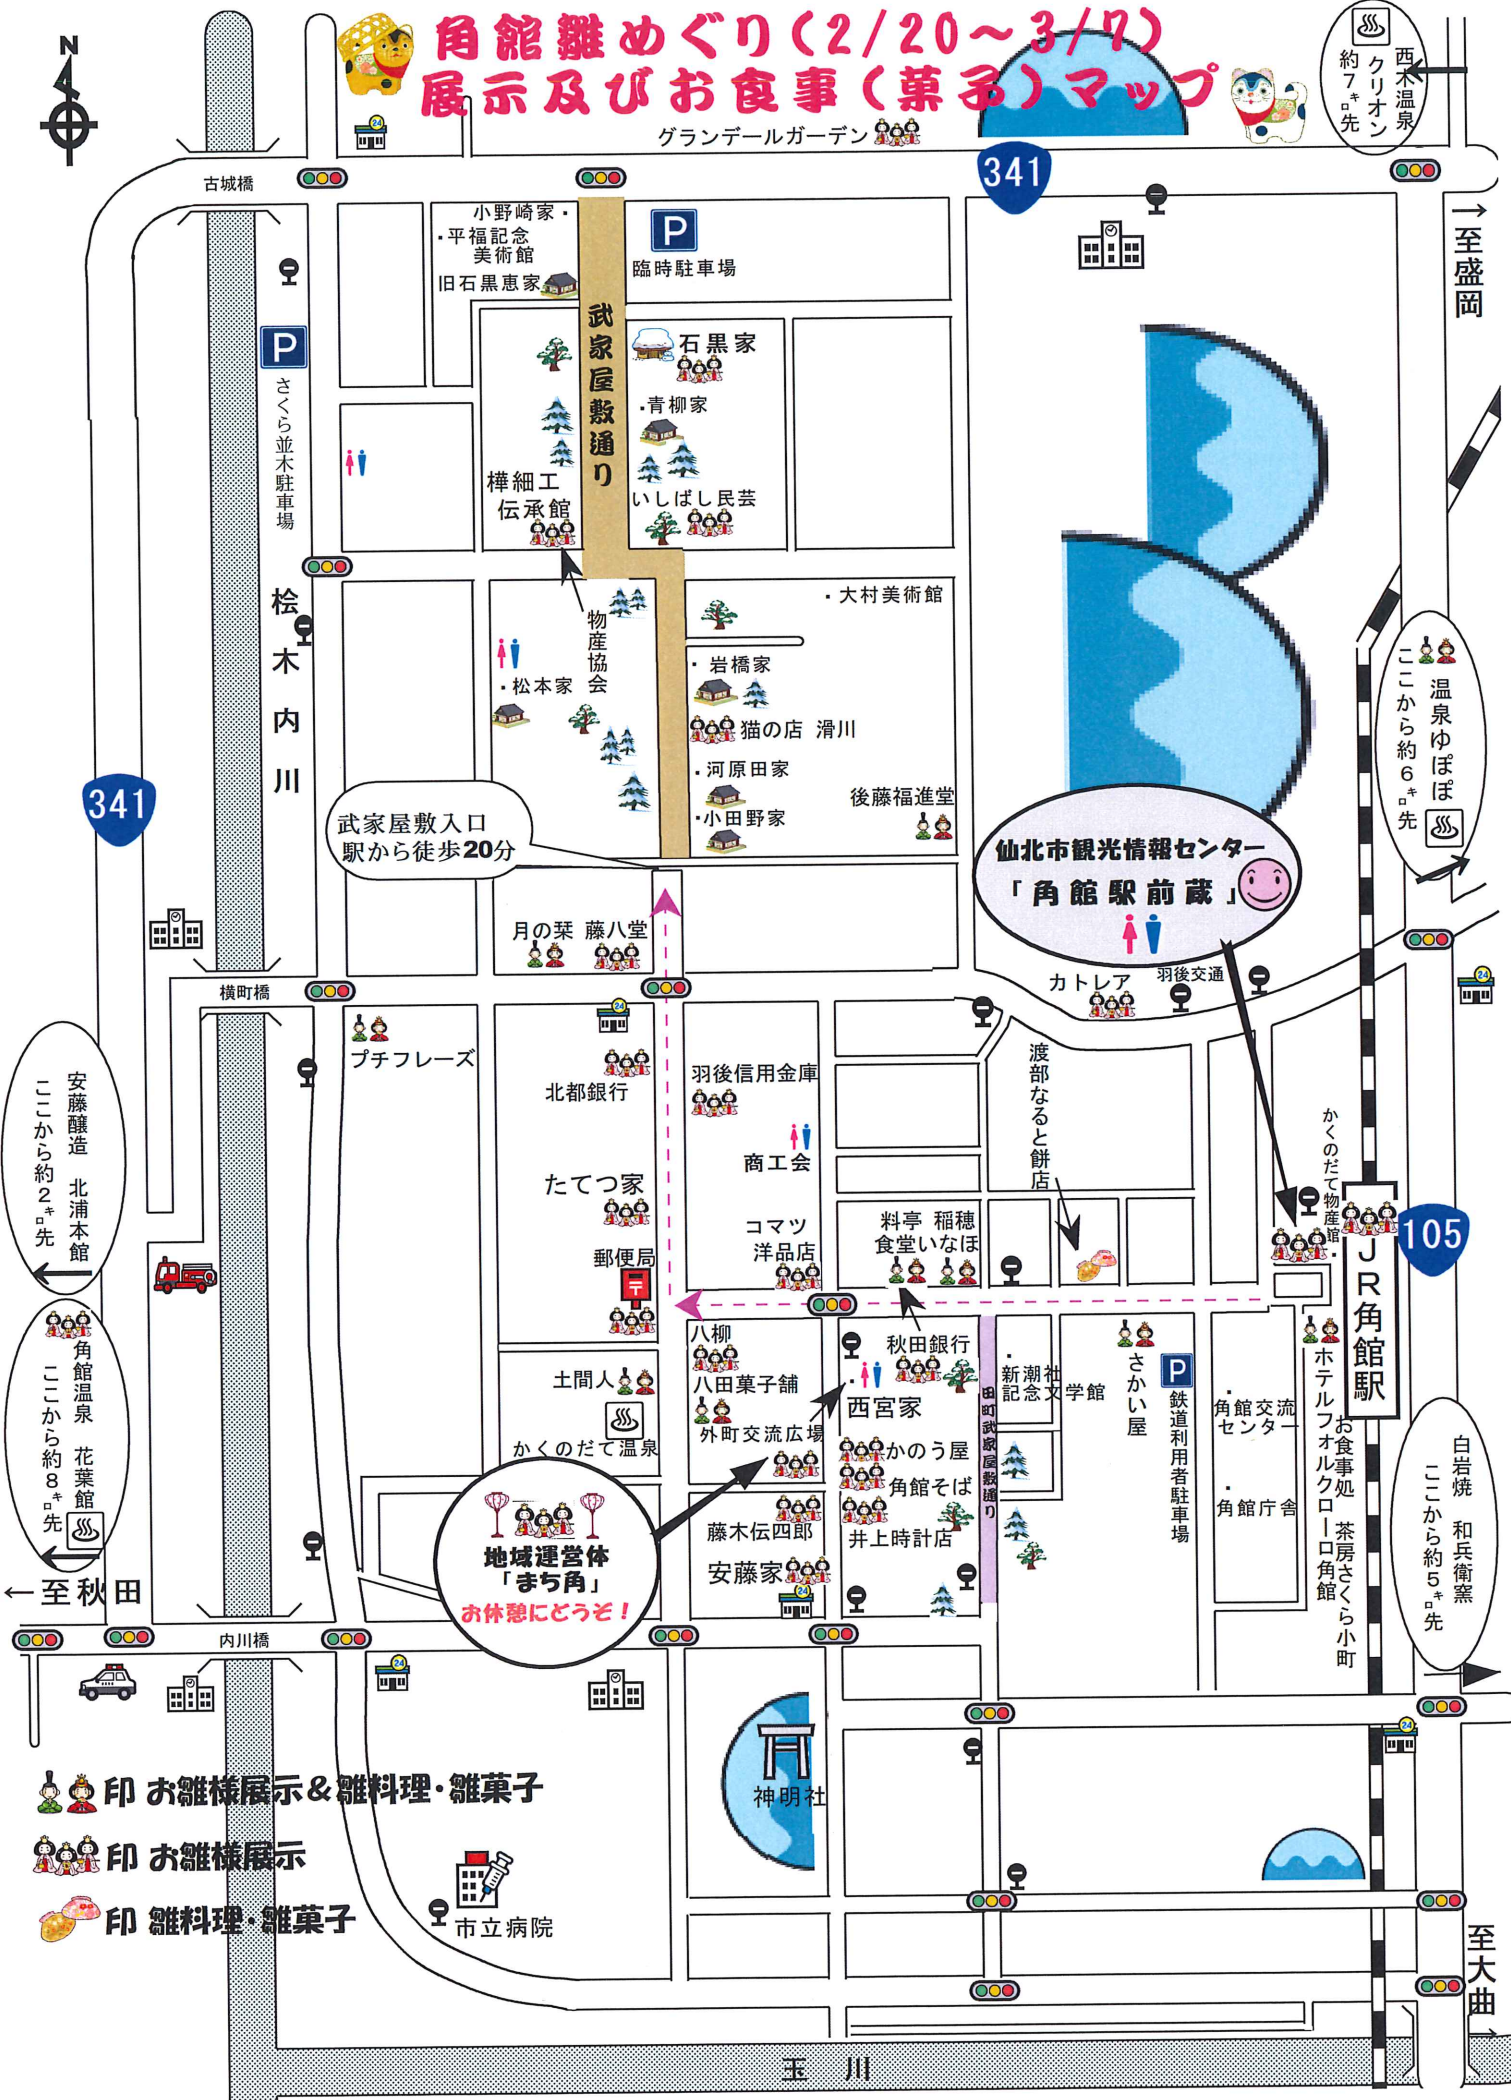 角館雛めぐり(2/20～3/7)
展示及びお食事(菓子)マップ
N
西木温泉
クリオン
約7㌔先
24
グランデールガーデン
古城橋
341
小野崎家・
・平福記念
美術館
旧石黒恵家
P
臨時駐車場
→至盛岡
P
さくら並木駐車場
武家屋敷通り
石黒家
・青柳家
樺細工
伝承館
いしばし民芸
物産協会
・大村美術館
桧木内川
・岩橋家
・松本家
猫の店 滑川
・河原田家
・小田野家
後藤福進堂
温泉ゆぽぽ
ここから約6㌔先
341
武家屋敷入口
駅から徒歩20分
仙北市観光情報センター
「角館駅前蔵」
月の栞 藤八堂
カトレア
羽後交通
24
横町橋
プチフレーズ
24
北都銀行
羽後信用金庫
商工会
渡部なると餅店
安藤醸造 北浦本館
ここから約2㌔先
かくのだて物産館・
たてつ家
コマツ
洋品店
料亭 稲穂
食堂いなほ
郵便局
〒
105
JR角館駅
角館温泉 花葉館
ここから約8㌔先
八柳
秋田銀行
土間人
八田菓子舗
西宮家
・新潮社
記念文学館
さかい屋
P
鉄道利用者駐車場
・角館交流
センター
ホテルフォルクローロ角館
お食事処 茶房さくら小町
外町交流広場
かくのだて温泉
かのう屋
角館そば
田町武家屋敷通り
・角館庁舎
白岩焼 和兵衛窯
ここから約5㌔先
藤木伝四郎
井上時計店
安藤家
24
地域運営体
「まち角」
お休憩にどうぞ！
←至秋田
内川橋
24
24
神明社
印 お雛様展示＆雛料理・雛菓子
印 お雛様展示
印 雛料理・雛菓子
市立病院
至大曲→
玉川